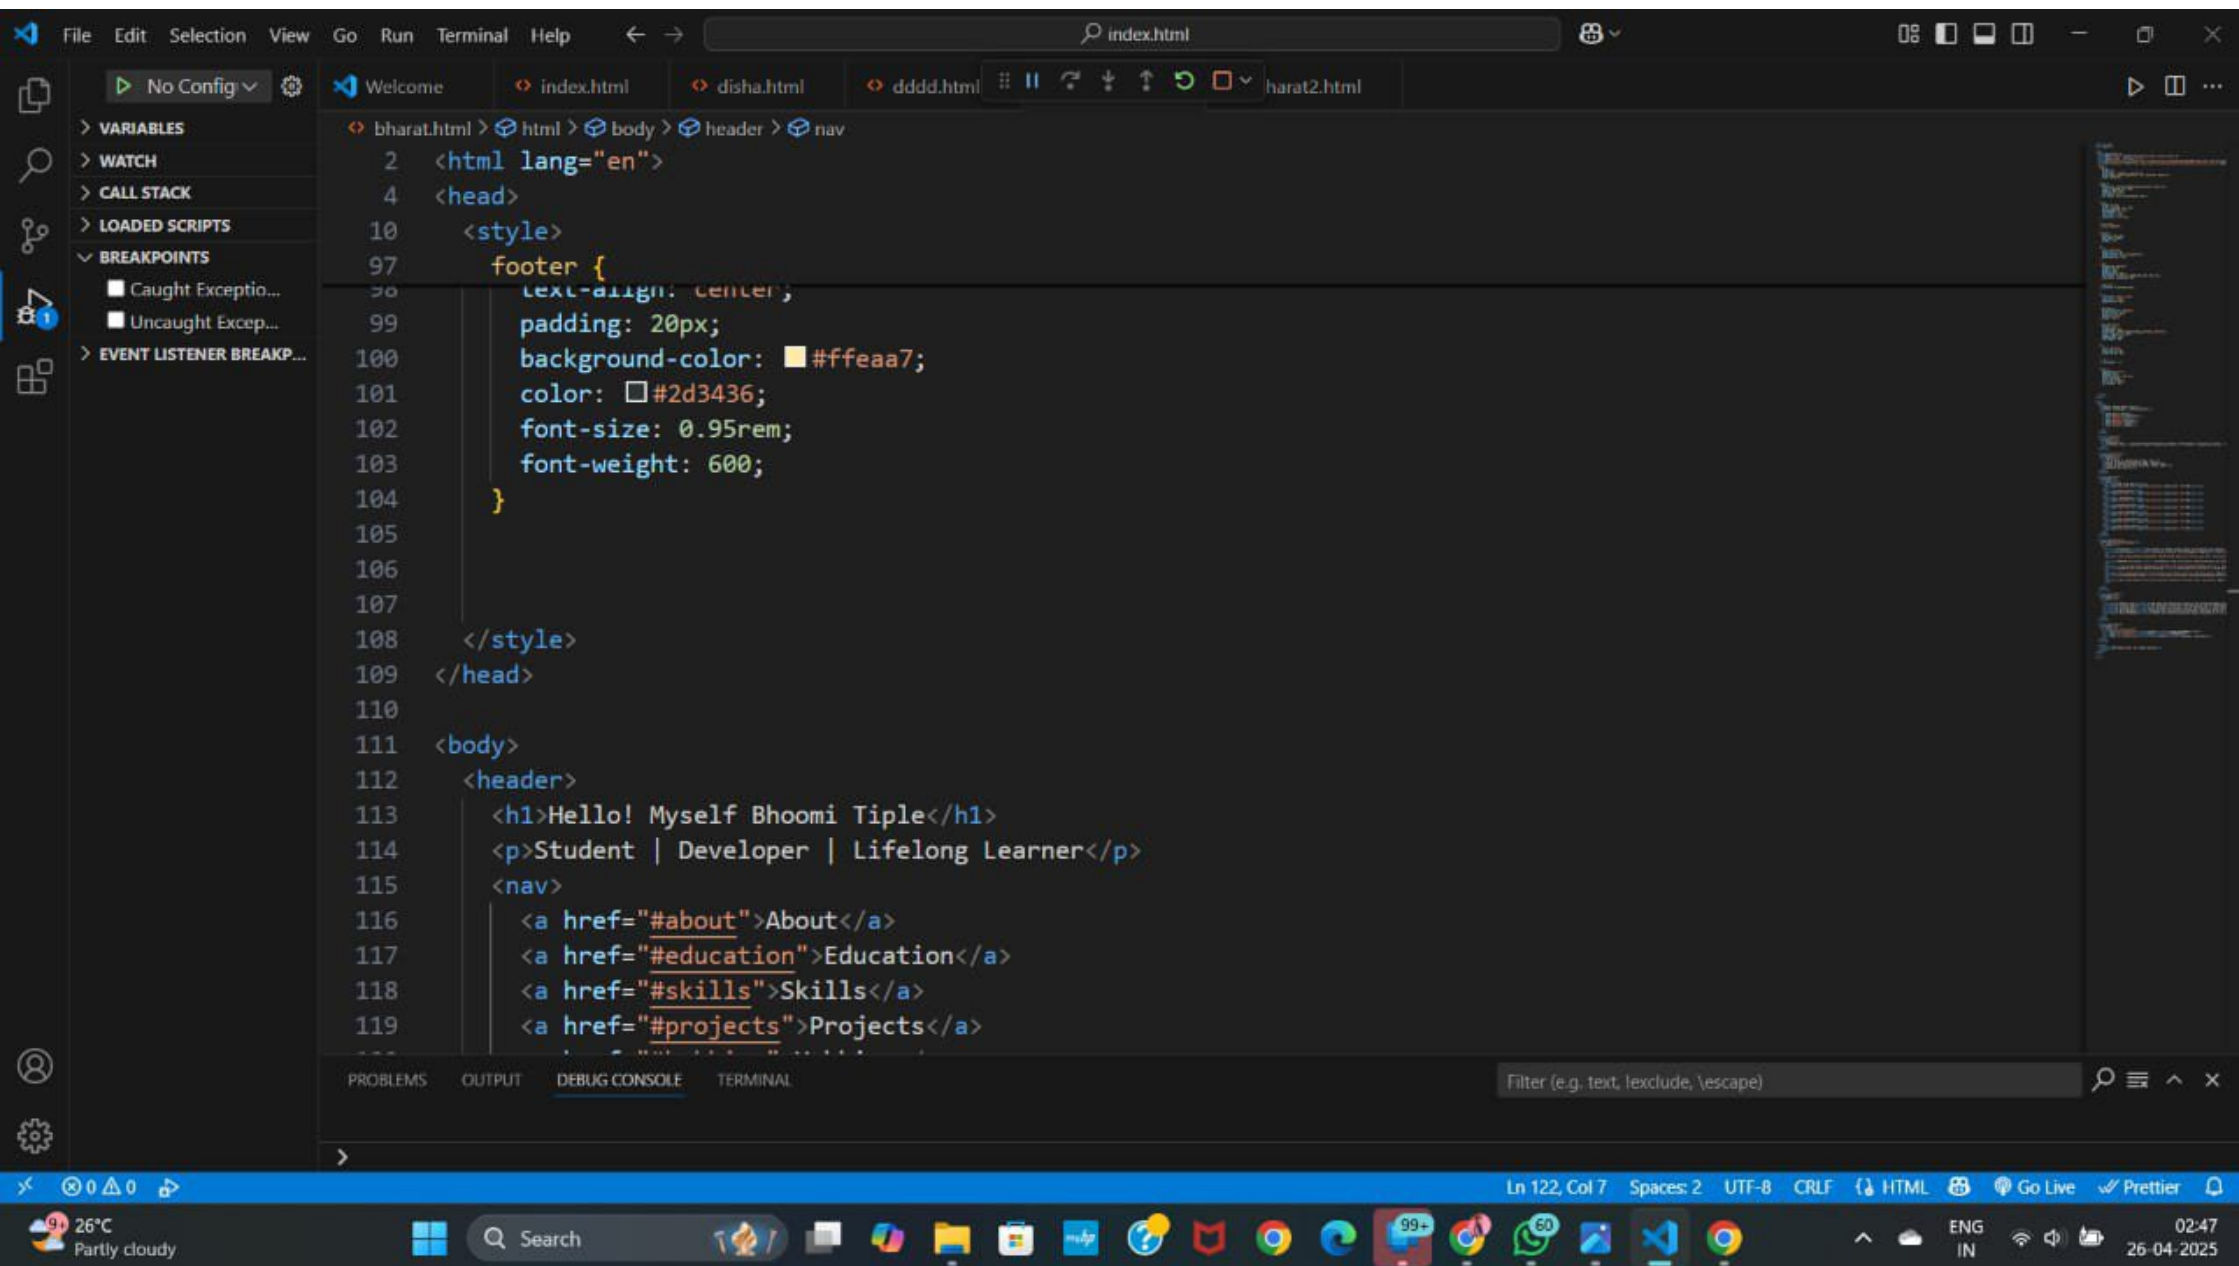 File Edit Selection View Go Run Terminal Help
index.html
No Config
Welcome
index.html
disha.html
dddd.html
harat2.html
VARIABLES
WATCH
CALL STACK
LOADED SCRIPTS
BREAKPOINTS
Caught Exceptio...
Uncaught Excep...
EVENT LISTENER BREAKP...
1
bharat.html > html > body > header > nav
2 <html lang="en">
4 <head>
10 <style>
97 footer {
98 text-align: center;
99 padding: 20px;
100 background-color: #ffeaa7;
101 color: #2d3436;
102 font-size: 0.95rem;
103 font-weight: 600;
104 }
105
106
107
108 </style>
109 </head>
110
111 <body>
112 <header>
113 <h1>Hello! Myself Bhoomi Tiple</h1>
114 <p>Student | Developer | Lifelong Learner</p>
115 <nav>
116 <a href="#about">About</a>
117 <a href="#education">Education</a>
118 <a href="#skills">Skills</a>
119 <a href="#projects">Projects</a>
PROBLEMS OUTPUT DEBUG CONSOLE TERMINAL
Filter (e.g. text, !exclude, \escape)
0 0
Ln 122, Col 7 Spaces: 2 UTF-8 CRLF HTML Go Live Prettier
9+
26°C
Partly cloudy
Search
99+
60
ENG
IN
02:47
26-04-2025